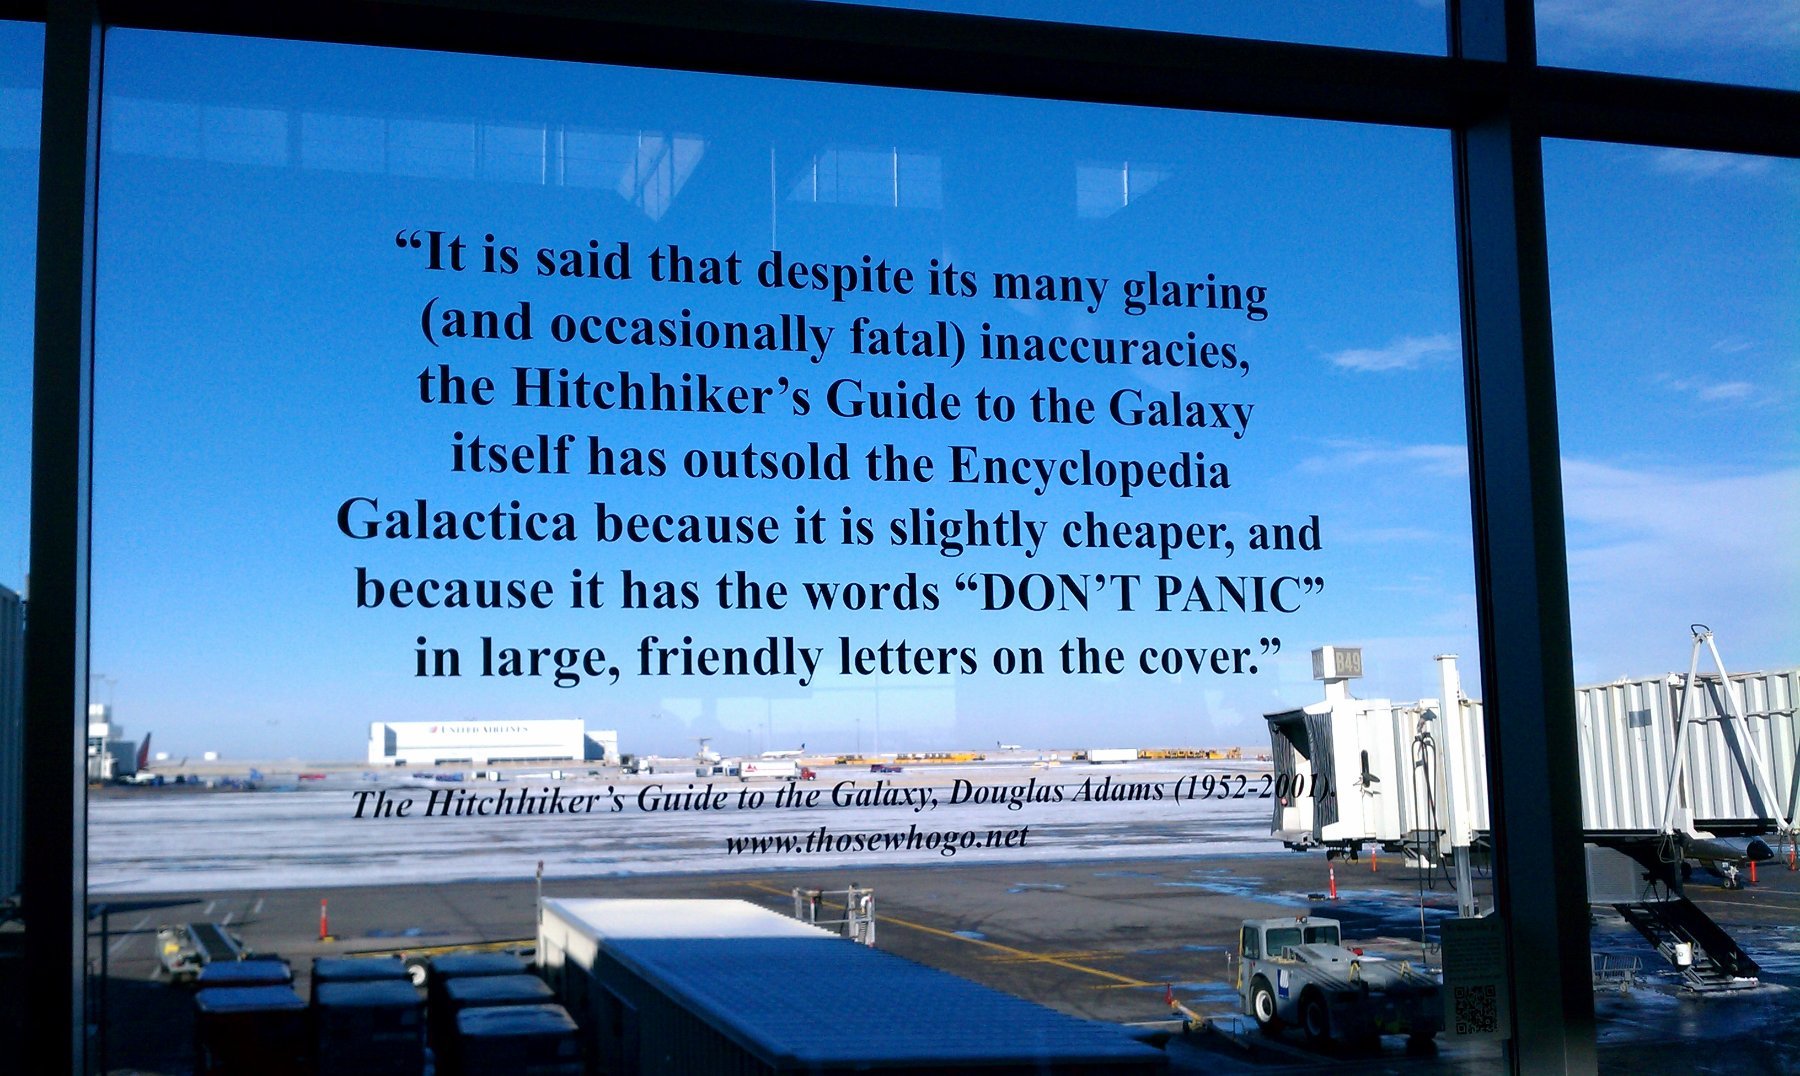 “It is said that despite its many glaring
(and occasionally fatal) inaccuracies,
the Hitchhiker’s Guide to the Galaxy
itself has outsold the Encyclopedia
Galactica because it is slightly cheaper, and
because it has the words “DON’T PANIC”
in large, friendly letters on the cover.”
B49
UNITED AIRLINES
The Hitchhiker’s Guide to the Galaxy, Douglas Adams (1952-2001).
www.thosewhogo.net